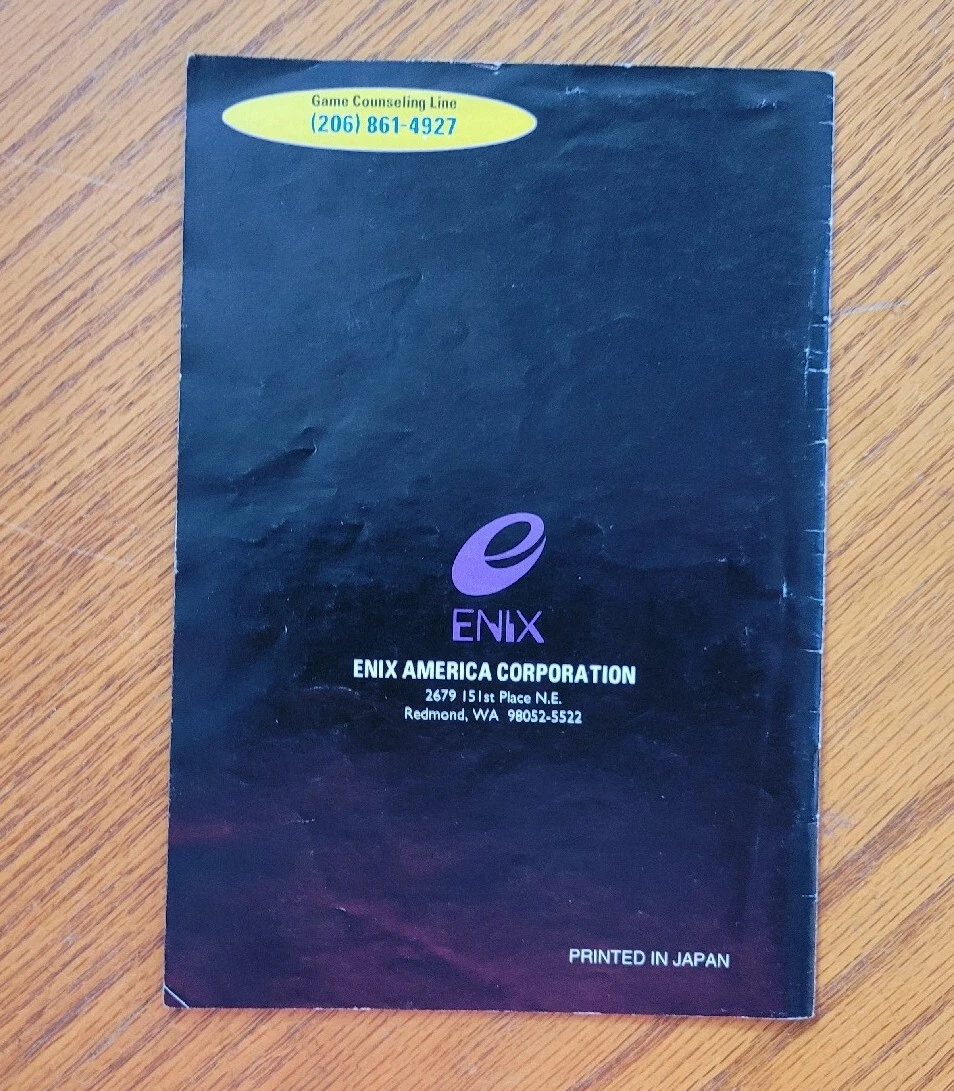 Game Counseling Line
(206) 861-4927
ENIX
ENIX AMERICA CORPORATION
2679 151st Place N.E.
Redmond, WA 98052-5522
PRINTED IN JAPAN